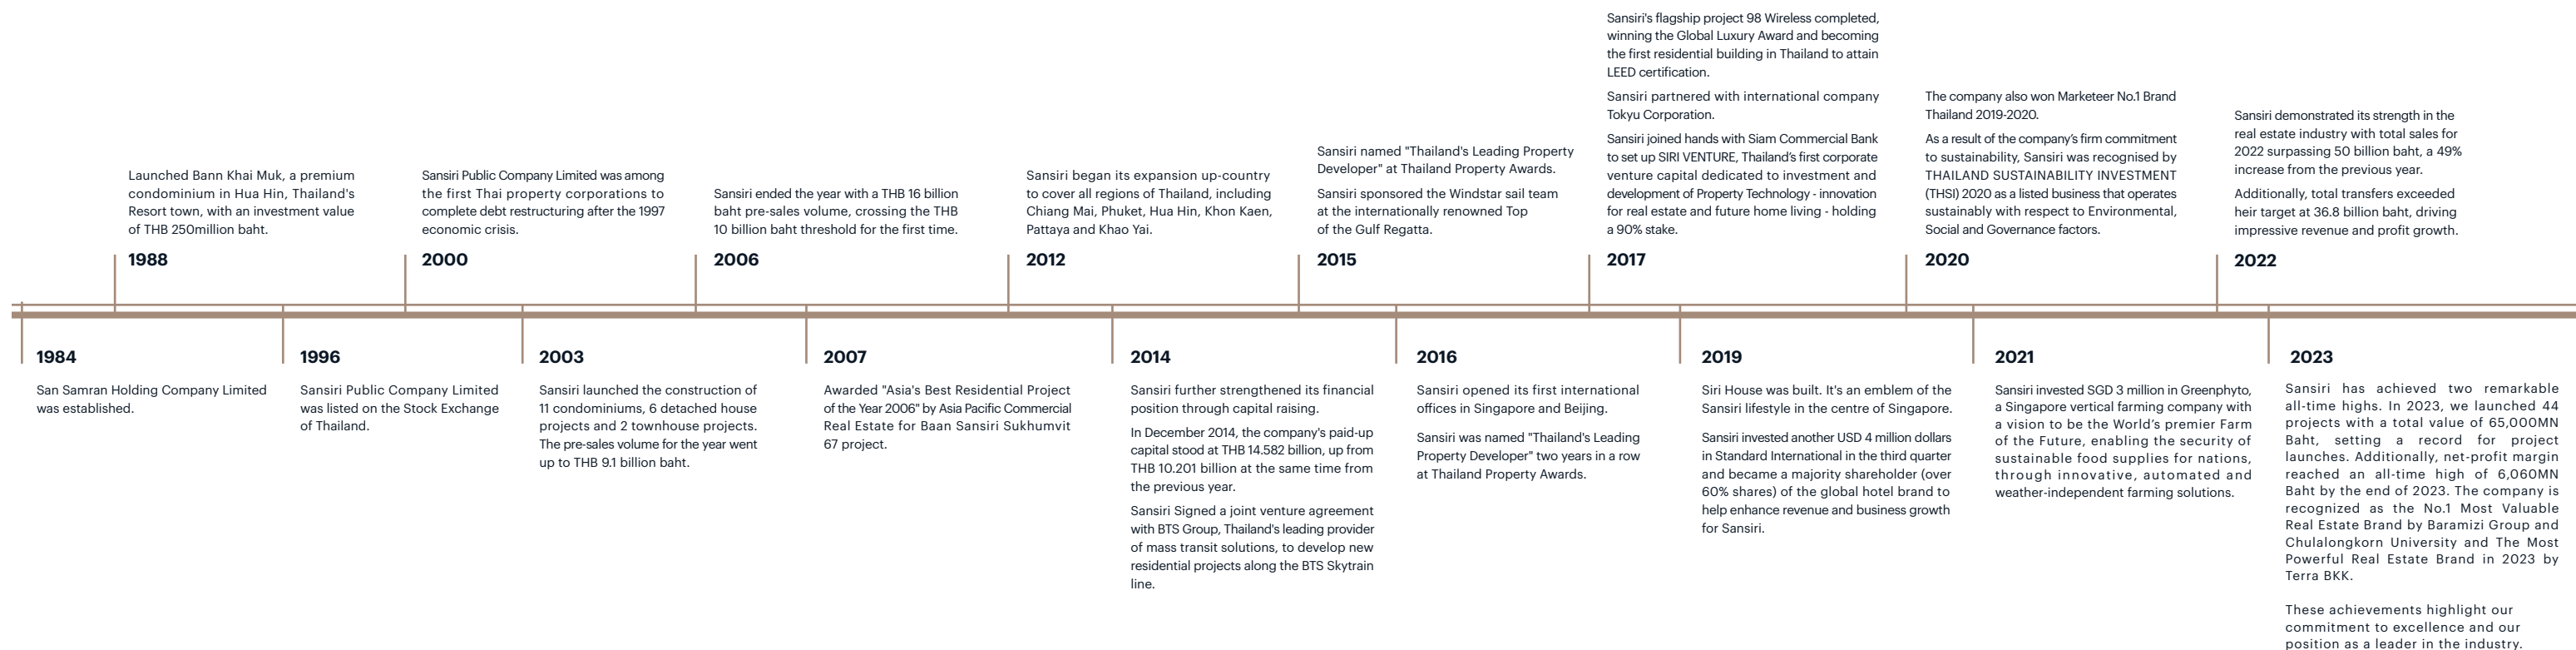 San Samran Holding Company Limited
was established.
1984
Launched Bann Khai Muk, a premium
condominium in Hua Hin, Thailand's
Resort town, with an investment value
of THB 250million baht.
1988
1996
Sansiri Public Company Limited
was listed on the Stock Exchange
of Thailand.
Sansiri Public Company Limited was among
the first Thai property corporations to
complete debt restructuring after the 1997
economic crisis.
2000
2003
Sansiri launched the construction of
11 condominiums, 6 detached house
projects and 2 townhouse projects.
The pre-sales volume for the year went
up to THB 9.1 billion baht.
Sansiri ended the year with a THB 16 billion
baht pre-sales volume, crossing the THB
10 billion baht threshold for the first time.
2006
2007
Awarded "Asia's Best Residential Project
of the Year 2006" by Asia Pacific Commercial
Real Estate for Baan Sansiri Sukhumvit
67 project.
Sansiri began its expansion up-country
to cover all regions of Thailand, including
Chiang Mai, Phuket, Hua Hin, Khon Kaen,
Pattaya and Khao Yai.
2012
2014
Sansiri further strengthened its financial
position through capital raising.
In December 2014, the company's paid-up
capital stood at THB 14.582 billion, up from
THB 10.201 billion at the same time from
the previous year.
Sansiri Signed a joint venture agreement
with BTS Group, Thailand's leading provider
of mass transit solutions, to develop new
residential projects along the BTS Skytrain
line.
Sansiri named "Thailand's Leading Property
Developer" at Thailand Property Awards.
Sansiri sponsored the Windstar sail team
at the internationally renowned Top
of the Gulf Regatta.
2015
2016
Sansiri opened its first international
offices in Singapore and Beijing.
Sansiri was named "Thailand's Leading
Property Developer" two years in a row
at Thailand Property Awards.
Sansiri's flagship project 98 Wireless completed,
winning the Global Luxury Award and becoming
the first residential building in Thailand to attain
LEED certification.
Sansiri partnered with international company
Tokyu Corporation.
Sansiri joined hands with Siam Commercial Bank
to set up SIRI VENTURE, Thailand's first corporate
venture capital dedicated to investment and
development of Property Technology - innovation
for real estate and future home living - holding
a 90% stake.
2017
2019
Siri House was built. It's an emblem of the
Sansiri lifestyle in the centre of Singapore.
Sansiri invested another USD 4 million dollars
in Standard International in the third quarter
and became a majority shareholder (over
60% shares) of the global hotel brand to
help enhance revenue and business growth
for Sansiri.
The company also won Marketeer No.1 Brand
Thailand 2019-2020.
As a result of the company's firm commitment
to sustainability, Sansiri was recognised by
THAILAND SUSTAINABILITY INVESTMENT
(THSI) 2020 as a listed business that operates
sustainably with respect to Environmental,
Social and Governance factors.
2020
2021
Sansiri invested SGD 3 million in Greenphyto,
a Singapore vertical farming company with
a vision to be the World's premier Farm
of the Future, enabling the security of
sustainable food supplies for nations,
through innovative, automated and
weather-independent farming solutions.
Sansiri demonstrated its strength in the
real estate industry with total sales for
2022 surpassing 50 billion baht, a 49%
increase from the previous year.
Additionally, total transfers exceeded
heir target at 36.8 billion baht, driving
impressive revenue and profit growth.
2022
2023
Sansiri has achieved two remarkable
all-time highs. In 2023, we launched 44
projects with a total value of 65,000MN
Baht, setting a record for project
launches. Additionally, net-profit margin
reached an all-time high of 6,060MN
Baht by the end of 2023. The company is
recognized as the No.1 Most Valuable
Real Estate Brand by Baramizi Group and
Chulalongkorn University and The Most
Powerful Real Estate Brand in 2023 by
Terra BKK.
These achievements highlight our
commitment to excellence and our
position as a leader in the industry.